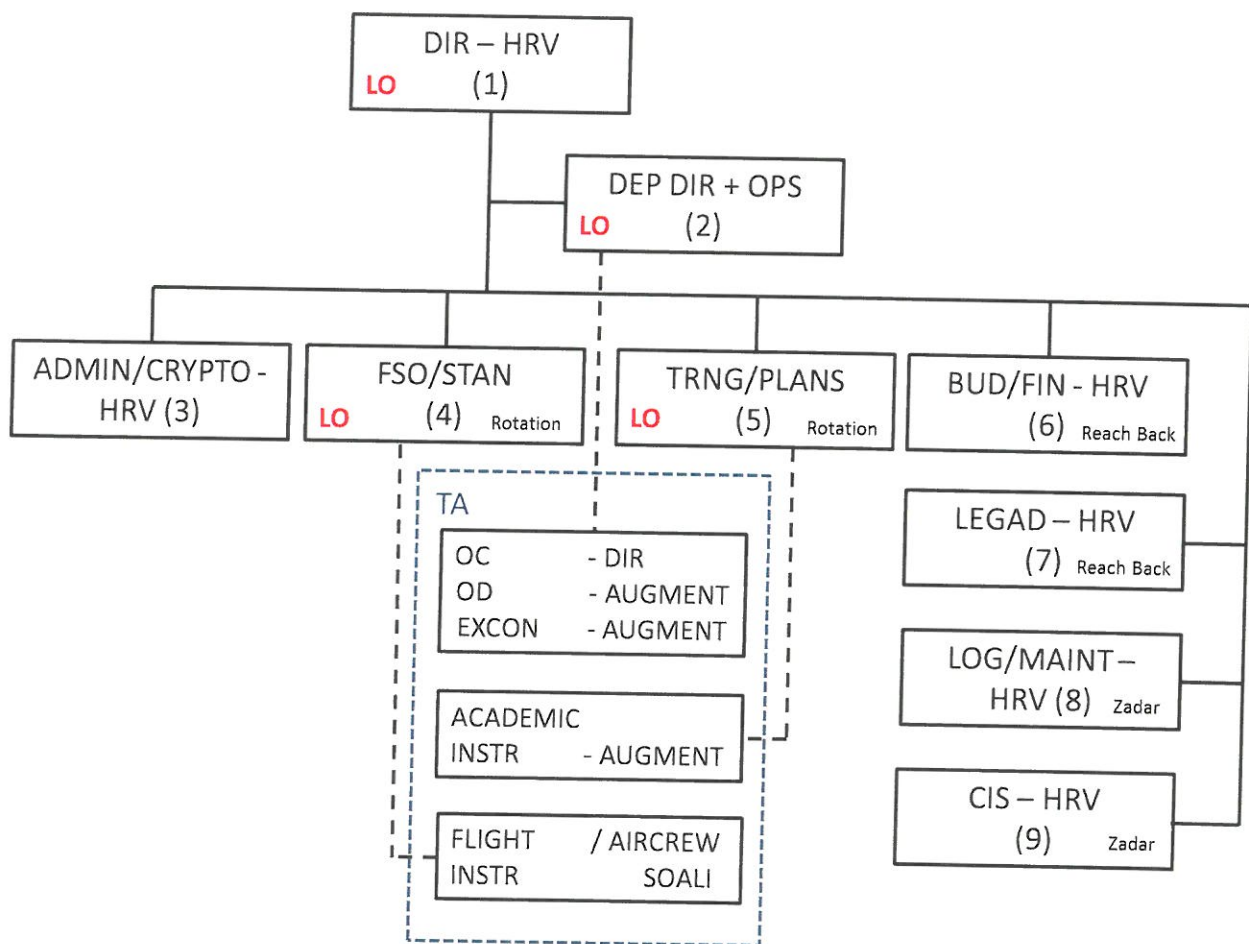 DIR – HRV
LO (1)
DEP DIR + OPS
LO (2)
ADMIN/CRYPTO -
HRV (3)
FSO/STAN
LO (4) Rotation
TRNG/PLANS
LO (5) Rotation
BUD/FIN - HRV
(6) Reach Back
LEGAD – HRV
(7) Reach Back
LOG/MAINT –
HRV (8) Zadar
CIS – HRV
(9) Zadar
TA
OC - DIR
OD - AUGMENT
EXCON - AUGMENT
ACADEMIC
INSTR - AUGMENT
FLIGHT / AIRCREW
INSTR SOALI